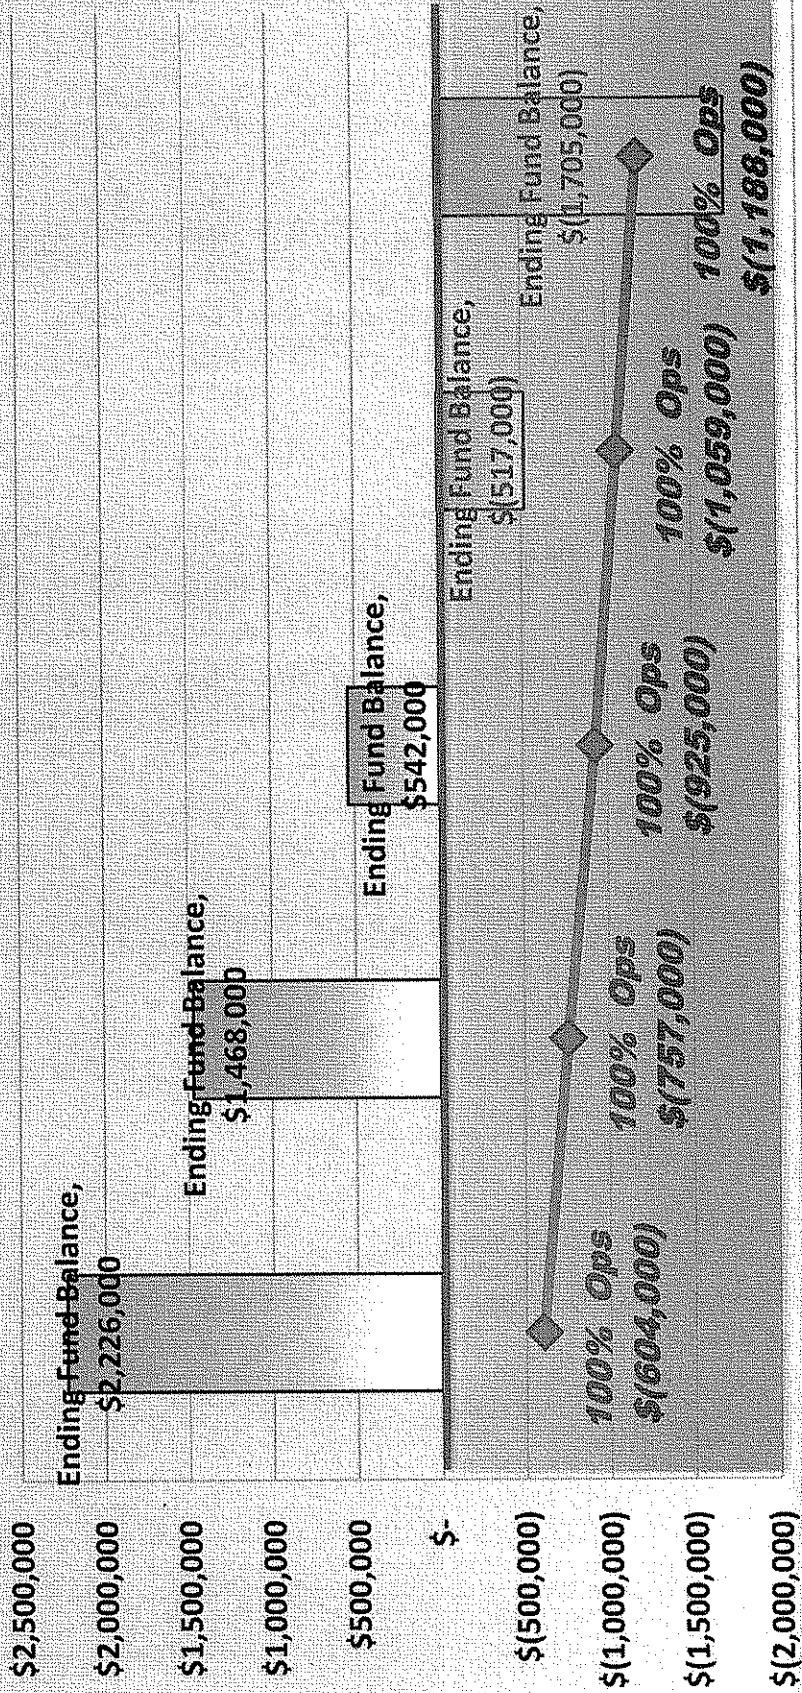 $2,500,000
$2,000,000
$1,500,000
$1,000,000
$500,000
$-
$(500,000)
$(1,000,000)
$(1,500,000)
$(2,000,000)
Ending Fund Balance,
$2,226,000
Ending Fund Balance,
$1,468,000
Ending Fund Balance,
$542,000
Ending Fund Balance,
$(517,000)
Ending Fund Balance,
$(1,705,000)
100% Ops
$(604,000)
100% Ops
$(757,000)
100% Ops
$(925,000)
100% Ops
$(1,059,000)
100% Ops
$(1,188,000)